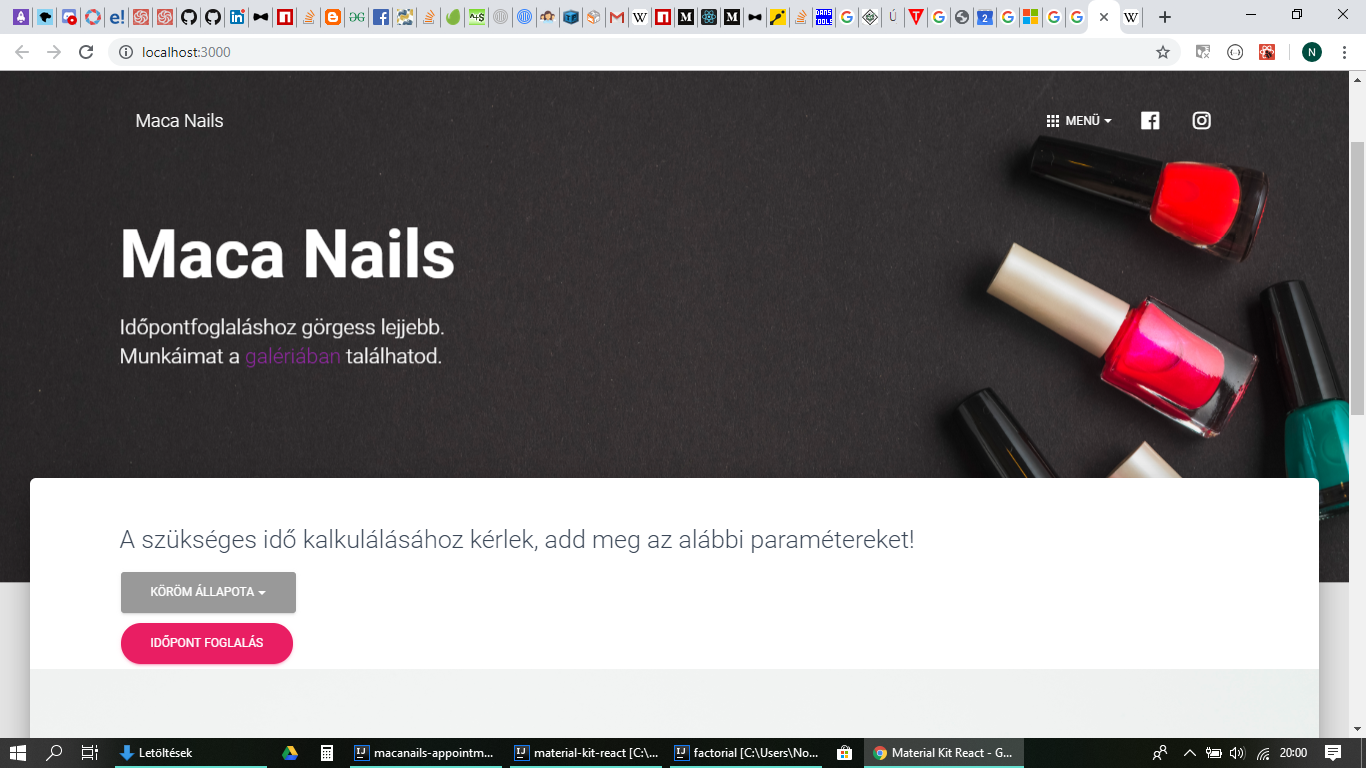 localhost:3000
N
Maca Nails
MENÜ
Maca Nails
Időpontfoglaláshoz görgess lejjebb.
Munkáimat a galériában találhatod.
A szükséges idő kalkulálásához kérlek, add meg az alábbi paramétereket!
KÖRÖM ÁLLAPOTA
IDŐPONT FOGLALÁS
Letöltések
macanails-appointm...
material-kit-react [C:\...
factorial [C:\Users\No...
Material Kit React - G...
20:00